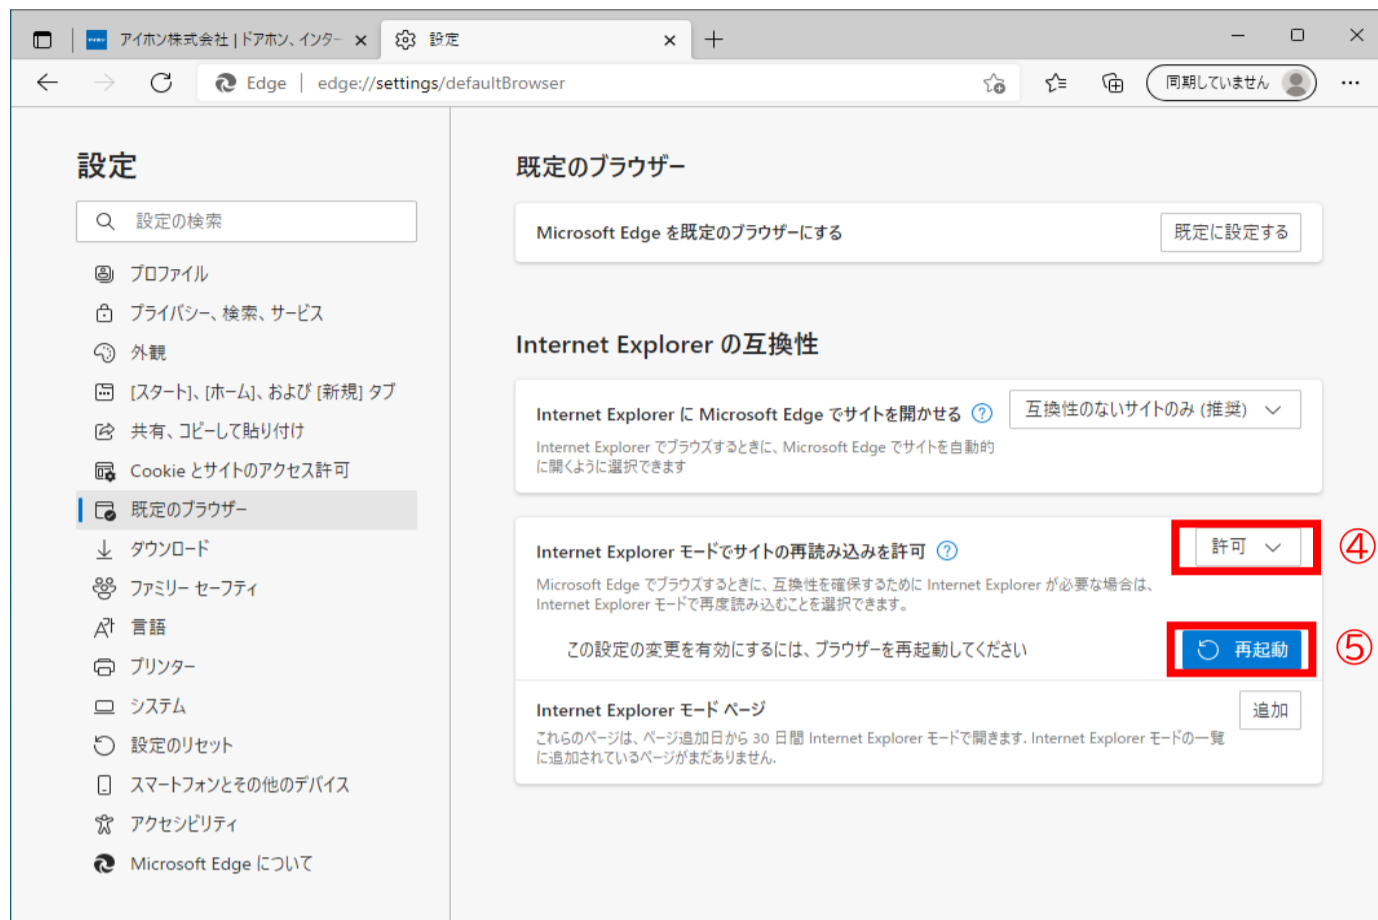 アイホン株式会社 | ドアホン、インター
設定
Edge
edge://settings/defaultBrowser
同期していません
設定
設定の検索
プロファイル
プライバシー、検索、サービス
外観
[スタート]、[ホーム]、および [新規] タブ
共有、コピーして貼り付け
Cookie とサイトのアクセス許可
既定のブラウザー
ダウンロード
ファミリー セーフティ
言語
プリンター
システム
設定のリセット
スマートフォンとその他のデバイス
アクセシビリティ
Microsoft Edge について
既定のブラウザー
Microsoft Edge を既定のブラウザーにする
既定に設定する
Internet Explorer の互換性
Internet Explorer に Microsoft Edge でサイトを開かせる
互換性のないサイトのみ (推奨)
Internet Explorer でブラウズするときに、Microsoft Edge でサイトを自動的
に開くように選択できます
Internet Explorer モードでサイトの再読み込みを許可
許可
④
Microsoft Edge でブラウズするときに、互換性を確保するために Internet Explorer が必要な場合は、
Internet Explorer モードで再度読み込むことを選択できます。
この設定の変更を有効にするには、ブラウザーを再起動してください
再起動
⑤
Internet Explorer モード ページ
追加
これらのページは、ページ追加日から 30 日間 Internet Explorer モードで開きます. Internet Explorer モードの一覧
に追加されているページがまだありません.